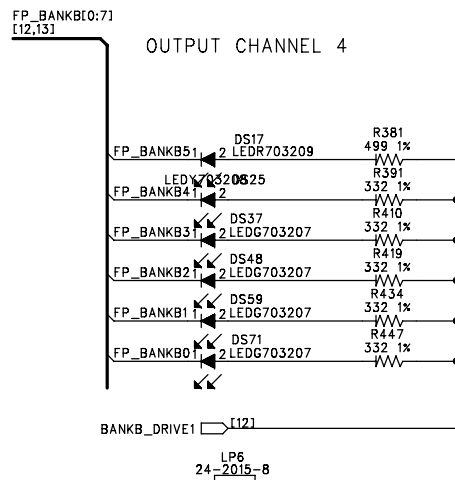 FP_BANKB[0:7]
[12,13]
OUTPUT CHANNEL 4
R381
DS17
499 1%
FP_BANKB5 1 2 LEDR703209
R391
LEDY703208 DS25
332 1%
FP_BANKB4 1 2
R410
DS37
332 1%
FP_BANKB3 1 2 LEDG703207
R419
DS48
332 1%
FP_BANKB2 1 2 LEDG703207
R434
DS59
332 1%
FP_BANKB1 1 2 LEDG703207
R447
DS71
332 1%
FP_BANKB0 1 2 LEDG703207
BANKB_DRIVE1 [12]
LP6
24-2015-8